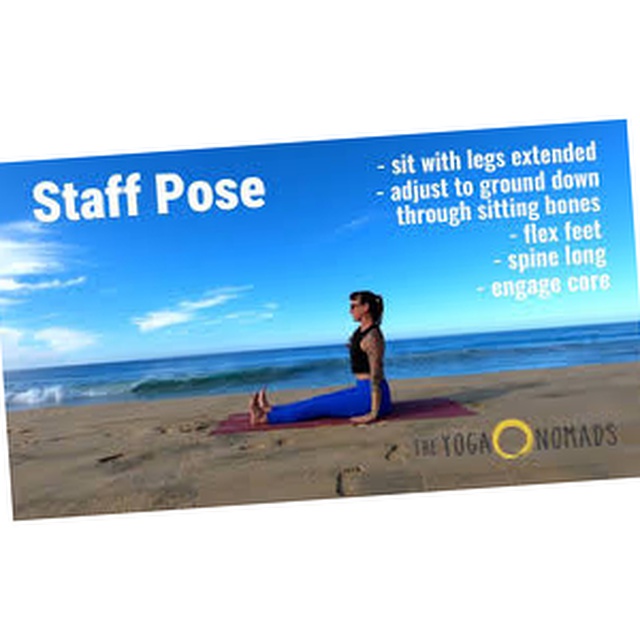 Staff Pose
- sit with legs extended
- adjust to ground down
through sitting bones
- flex feet
- spine long
- engage core
THE YOGA NOMADS